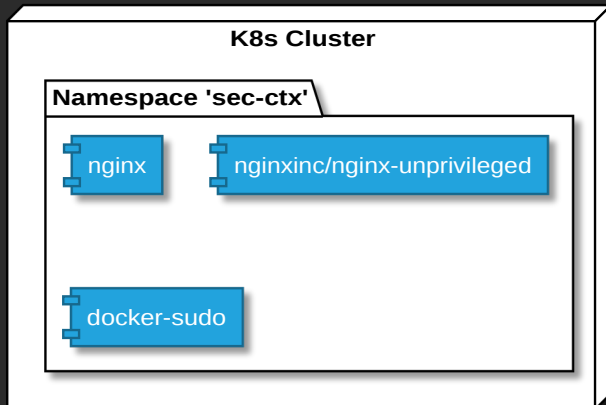 K8s Cluster
Namespace 'sec-ctx'
nginx
nginxinc/nginx-unprivileged
docker-sudo